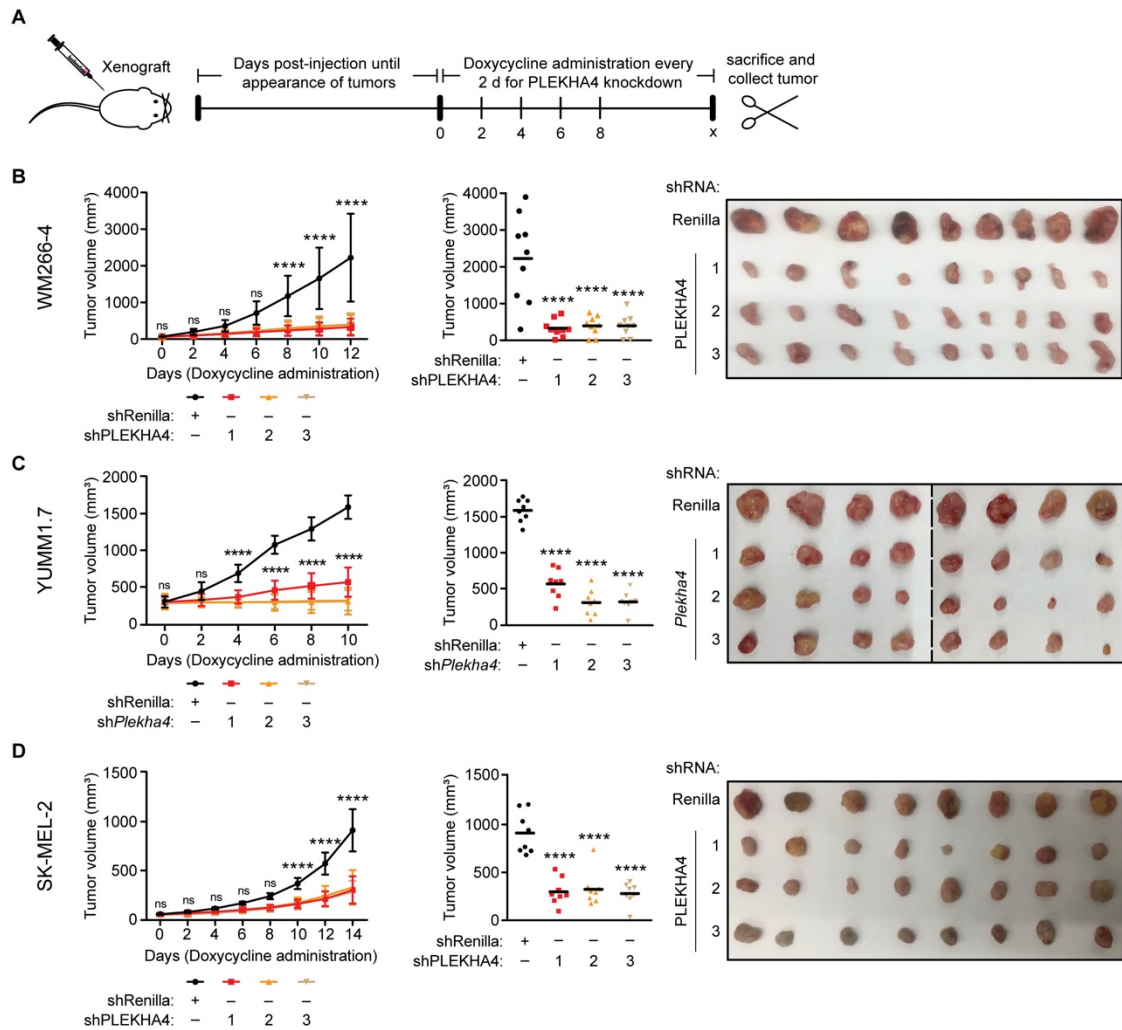 A
Xenograft
Days post-injection until
appearance of tumors
Doxycycline administration every
2 d for PLEKHA4 knockdown
sacrifice and
collect tumor
0 2 4 6 8 x
B
WM266-4
Tumor volume (mm³)
4000
3000
2000
1000
0
ns ns ns ns **** **** ****
0 2 4 6 8 10 12
Days (Doxycycline administration)
shRenilla: + – – –
shPLEKHA4: – 1 2 3
Tumor volume (mm³)
4000
3000
2000
1000
0
**** **** ****
shRenilla: + – – –
shPLEKHA4: – 1 2 3
shRNA:
Renilla
PLEKHA4
1
2
3
C
YUMM1.7
Tumor volume (mm³)
2000
1500
1000
500
0
ns ns **** **** **** ****
0 2 4 6 8 10
Days (Doxycycline administration)
shRenilla: + – – –
shPlekha4: – 1 2 3
Tumor volume (mm³)
2000
1500
1000
500
0
**** **** ****
shRenilla: + – – –
shPlekha4: – 1 2 3
shRNA:
Renilla
Plekha4
1
2
3
D
SK-MEL-2
Tumor volume (mm³)
1500
1000
500
0
ns ns ns ns ns **** **** ****
0 2 4 6 8 10 12 14
Days (Doxycycline administration)
shRenilla: + – – –
shPLEKHA4: – 1 2 3
Tumor volume (mm³)
1500
1000
500
0
**** **** ****
shRenilla: + – – –
shPLEKHA4: – 1 2 3
shRNA:
Renilla
PLEKHA4
1
2
3